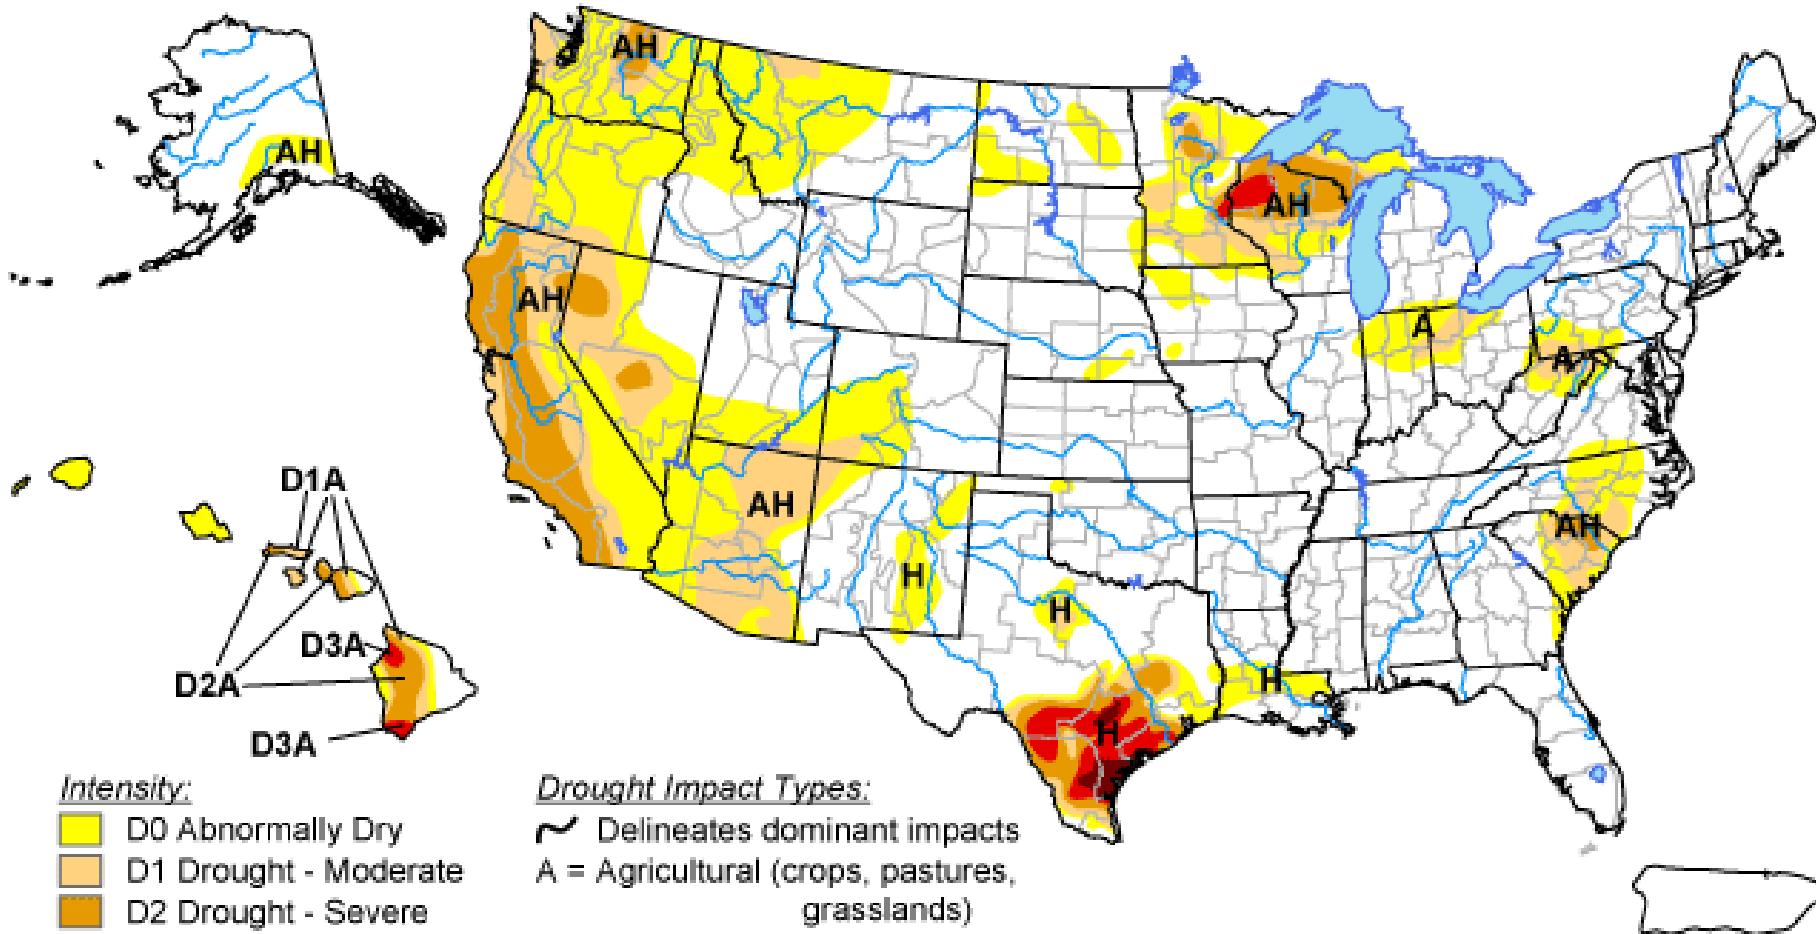 AH
AH
AH
A
AH
A
D1A
AH
AH
H
H
D3A
D2A
H
H
D3A
Intensity:
D0 Abnormally Dry
D1 Drought - Moderate
D2 Drought - Severe
Drought Impact Types:
Delineates dominant impacts
A = Agricultural (crops, pastures,
grasslands)